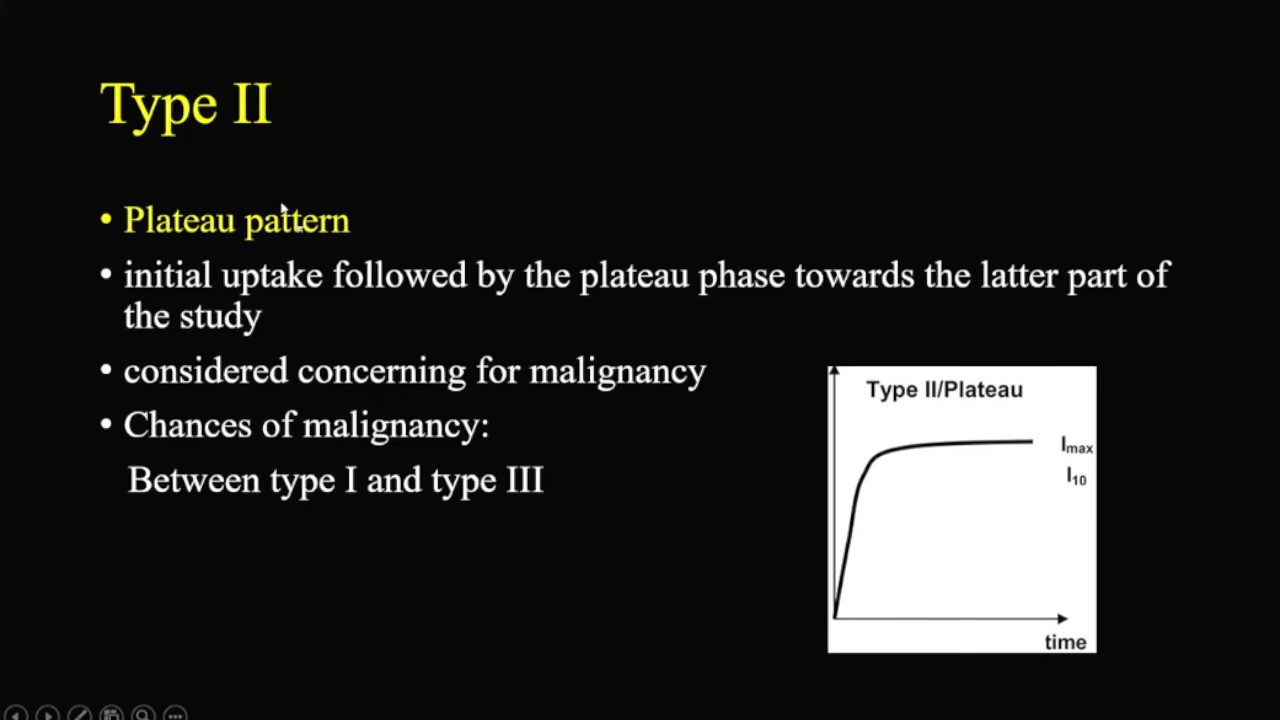 Type II
• Plateau pattern
• initial uptake followed by the plateau phase towards the latter part of
the study
• considered concerning for malignancy
• Chances of malignancy:
Between type I and type III
Type II/Plateau
Imax
I10
time